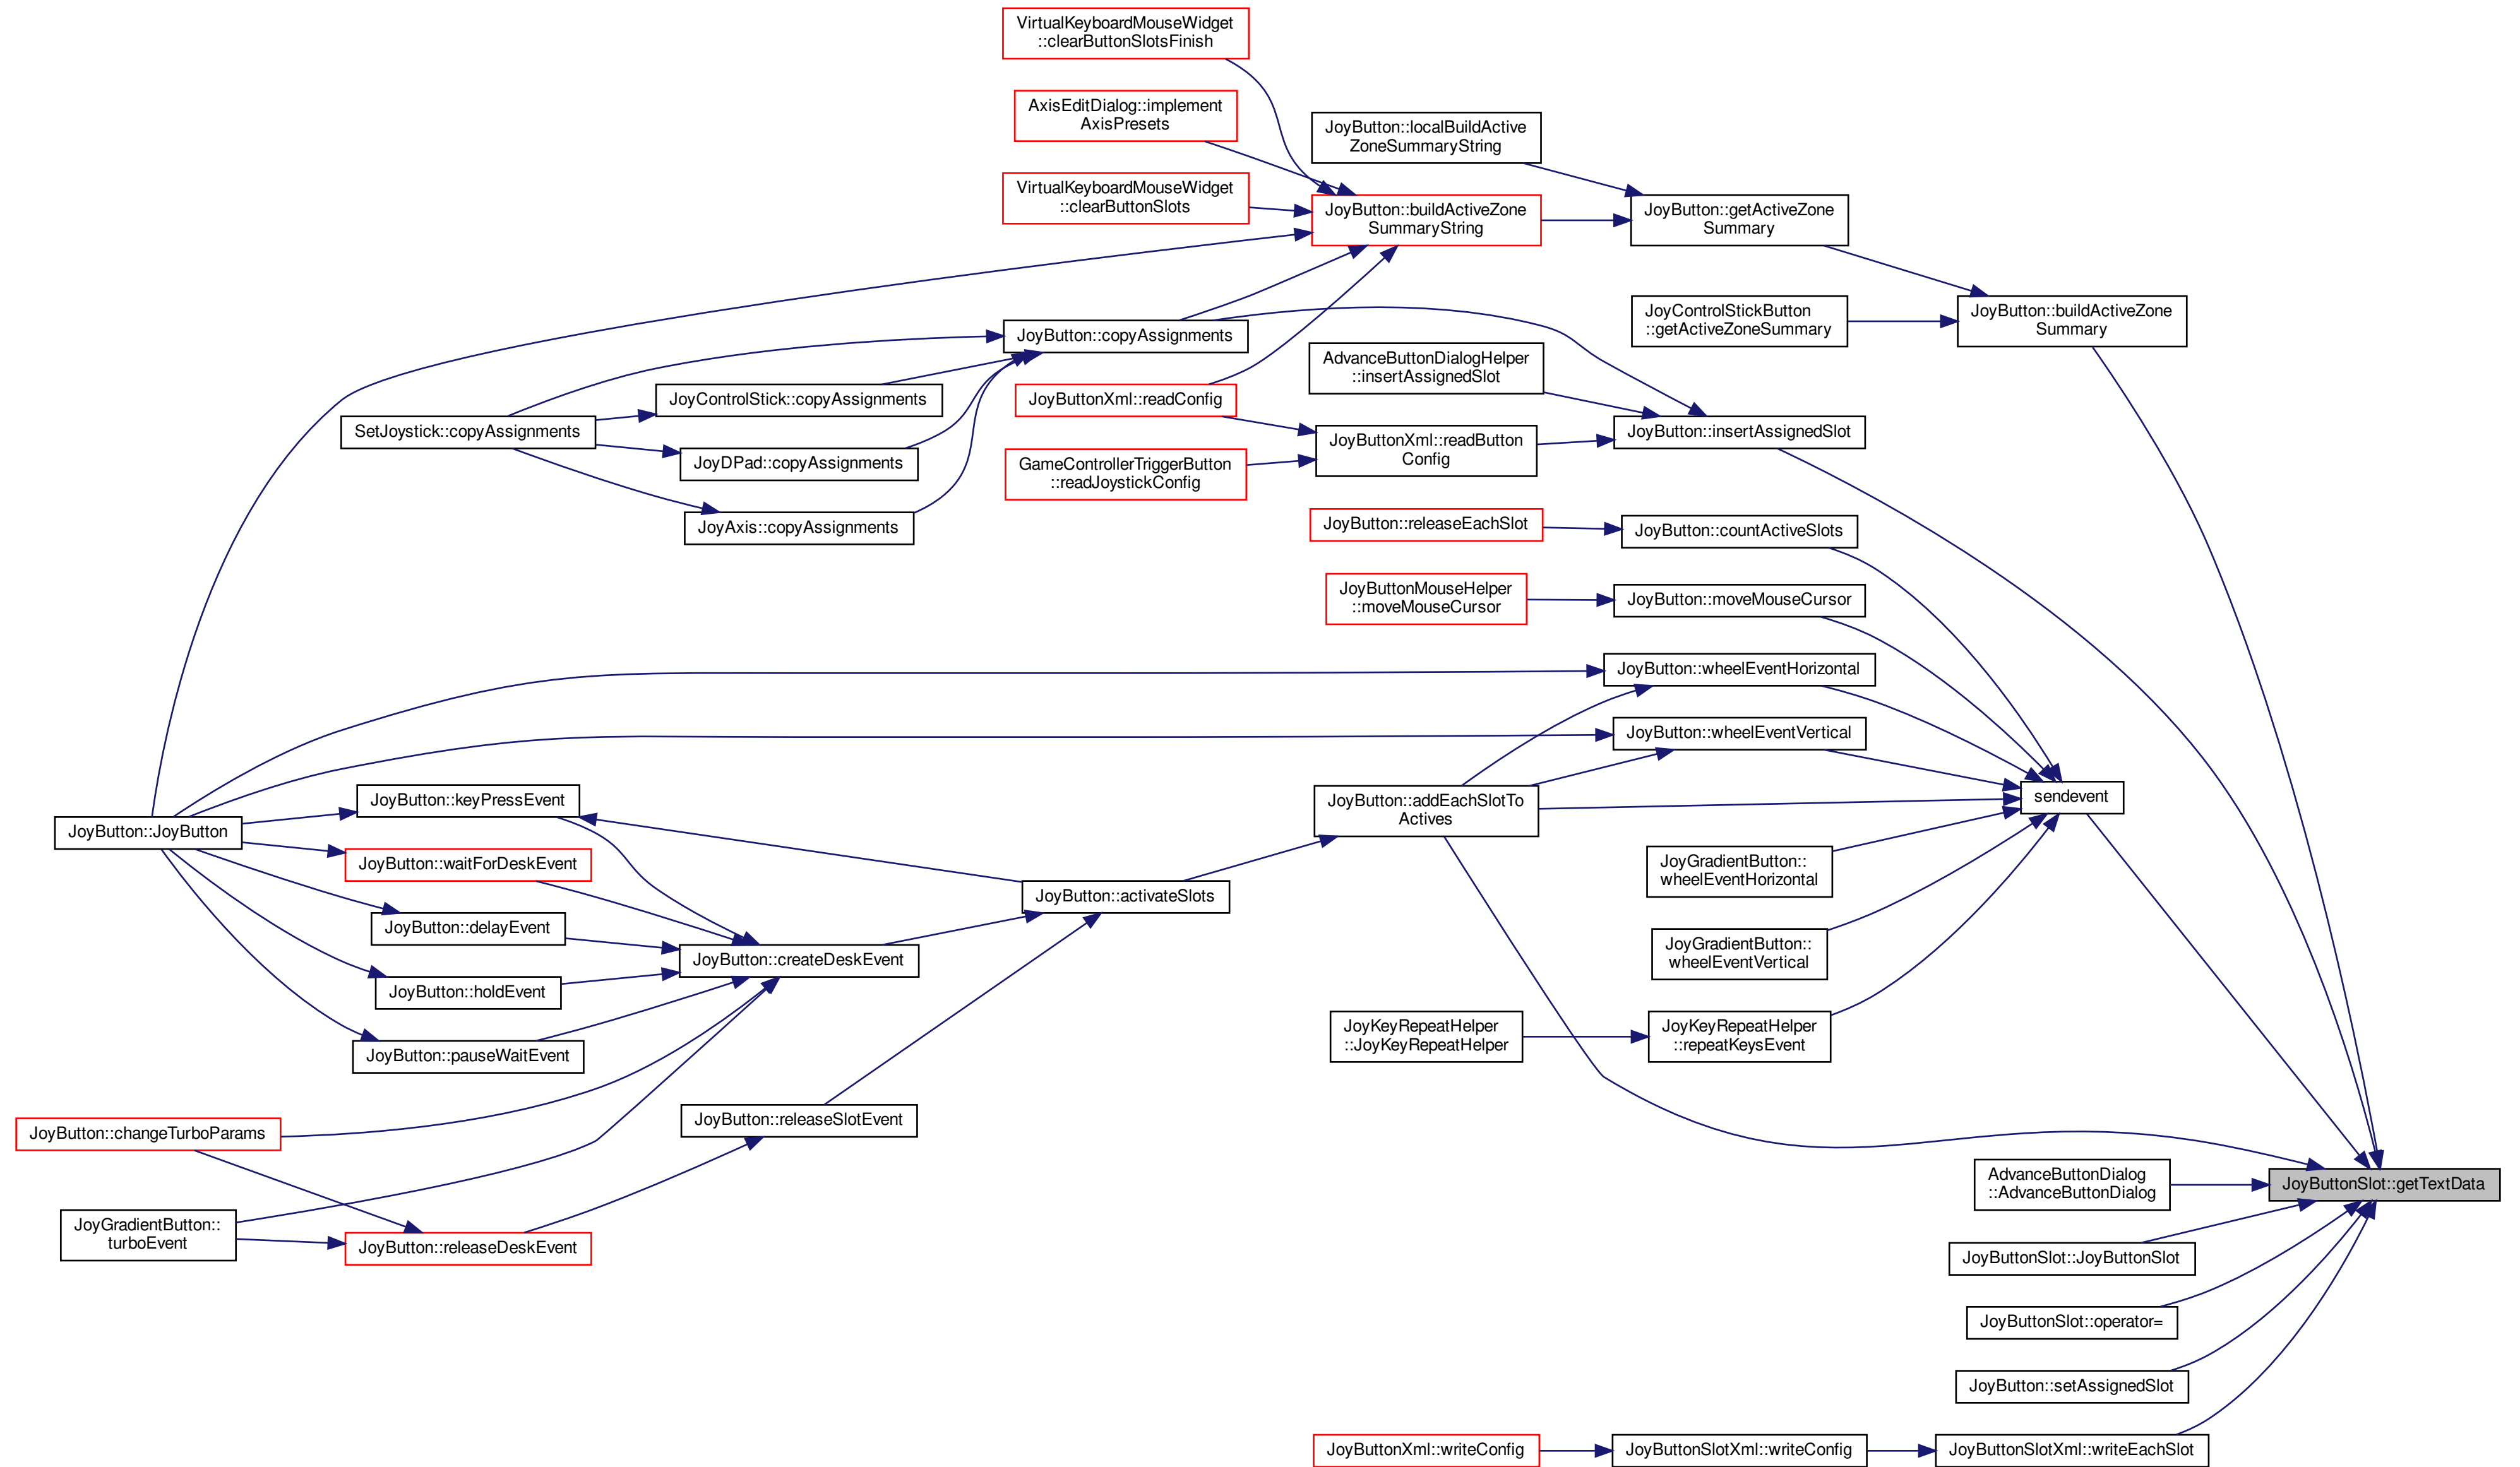 VirtualKeyboardMouseWidget
::clearButtonSlotsFinish
AxisEditDialog::implement
AxisPresets
JoyButton::localBuildActive
ZoneSummaryString
VirtualKeyboardMouseWidget
::clearButtonSlots
JoyButton::buildActiveZone
SummaryString
JoyButton::getActiveZone
Summary
JoyControlStickButton
::getActiveZoneSummary
JoyButton::buildActiveZone
Summary
JoyButton::copyAssignments
AdvanceButtonDialogHelper
::insertAssignedSlot
JoyControlStick::copyAssignments
JoyButtonXml::readConfig
SetJoystick::copyAssignments
JoyButton::insertAssignedSlot
JoyButtonXml::readButton
Config
JoyDPad::copyAssignments
GameControllerTriggerButton
::readJoystickConfig
JoyAxis::copyAssignments
JoyButton::releaseEachSlot
JoyButton::countActiveSlots
JoyButtonMouseHelper
::moveMouseCursor
JoyButton::moveMouseCursor
JoyButton::wheelEventHorizontal
JoyButton::wheelEventVertical
JoyButton::keyPressEvent
JoyButton::addEachSlotTo
Actives
sendevent
JoyButton::JoyButton
JoyButton::waitForDeskEvent
JoyGradientButton::
wheelEventHorizontal
JoyButton::activateSlots
JoyButton::delayEvent
JoyGradientButton::
wheelEventVertical
JoyButton::createDeskEvent
JoyButton::holdEvent
JoyKeyRepeatHelper
::JoyKeyRepeatHelper
JoyKeyRepeatHelper
::repeatKeysEvent
JoyButton::pauseWaitEvent
JoyButton::releaseSlotEvent
JoyButton::changeTurboParams
AdvanceButtonDialog
::AdvanceButtonDialog
JoyButtonSlot::getTextData
JoyGradientButton::
turboEvent
JoyButton::releaseDeskEvent
JoyButtonSlot::JoyButtonSlot
JoyButtonSlot::operator=
JoyButton::setAssignedSlot
JoyButtonXml::writeConfig
JoyButtonSlotXml::writeConfig
JoyButtonSlotXml::writeEachSlot